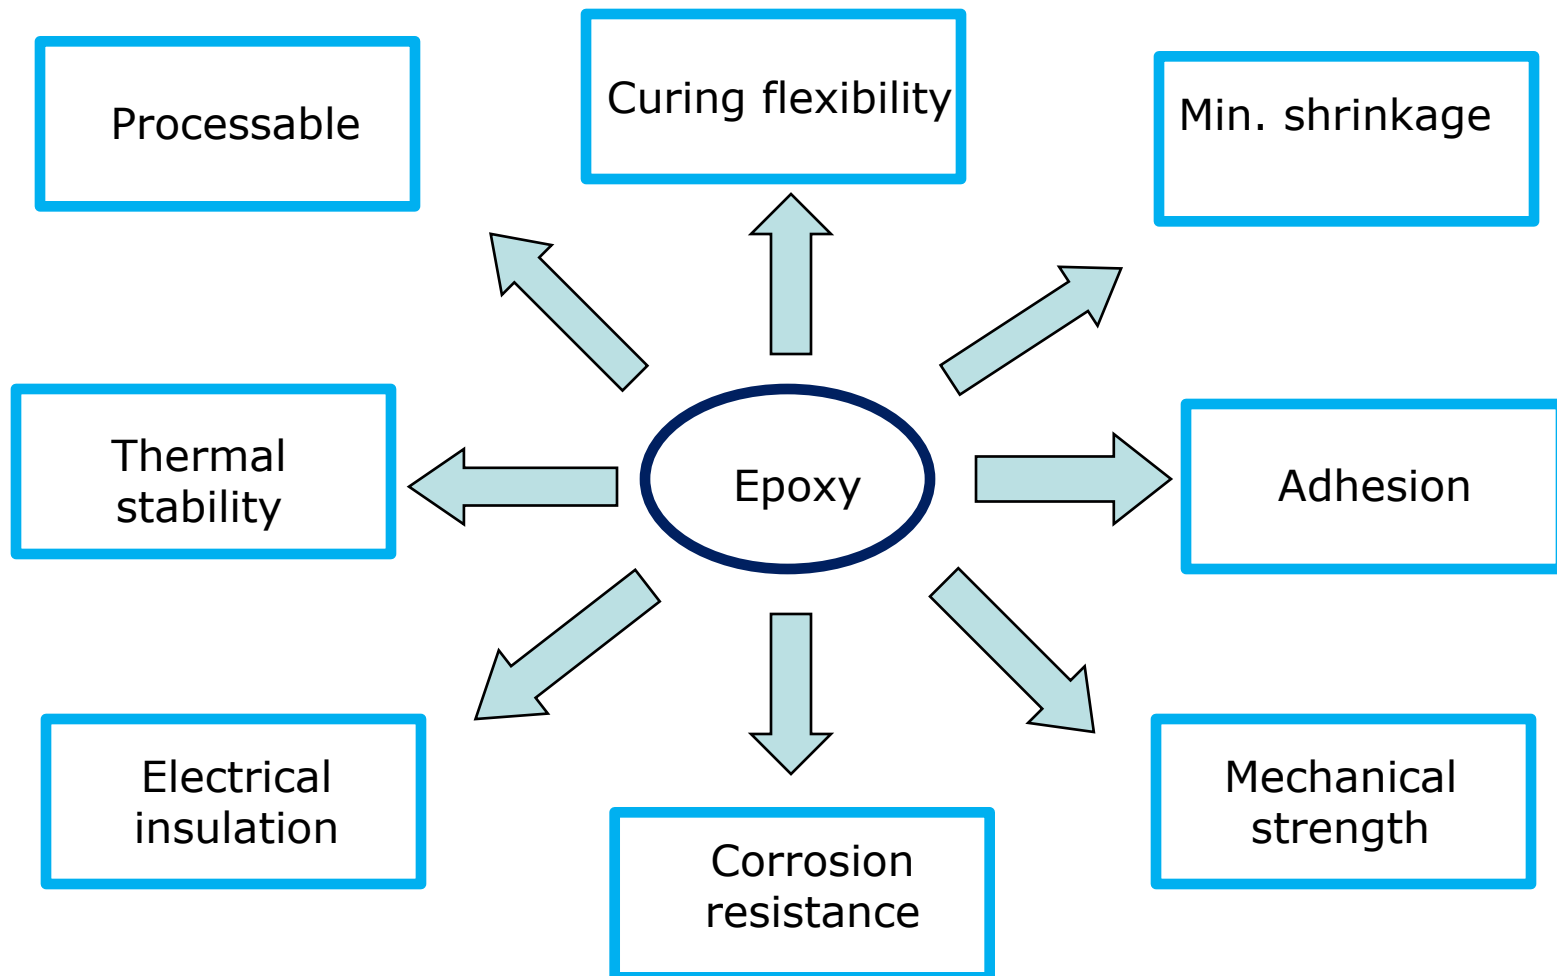 Processable
Curing flexibility
Min. shrinkage
Thermal
stability
Epoxy
Adhesion
Electrical
insulation
Corrosion
resistance
Mechanical
strength